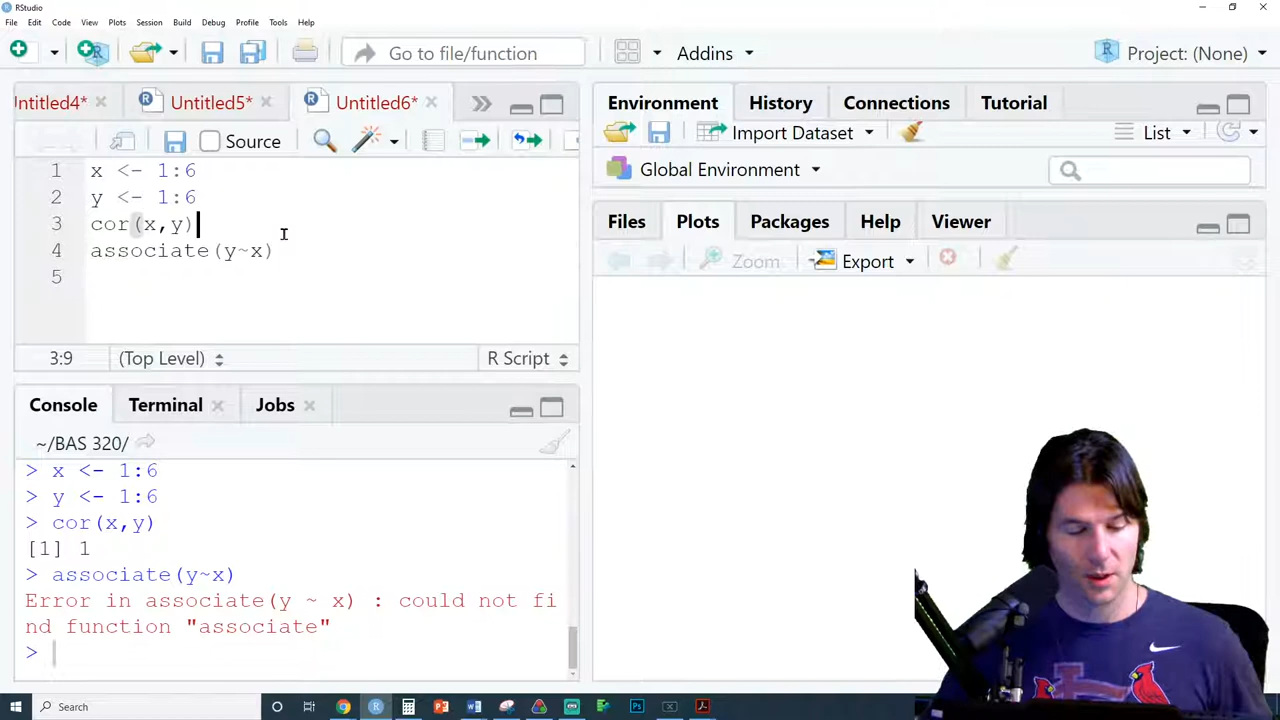 RStudio
File Edit Code View Plots Session Build Debug Profile Tools Help
Go to file/function
Addins
Project: (None)
Untitled4*
Untitled5*
Untitled6*
Source
1 x <- 1:6
2 y <- 1:6
3 cor(x,y)
4 associate(y~x)
5
3:9 (Top Level) R Script
Console Terminal Jobs
~/BAS 320/
> x <- 1:6
> y <- 1:6
> cor(x,y)
[1] 1
> associate(y~x)
Error in associate(y ~ x) : could not fi
nd function "associate"
>
Environment History Connections Tutorial
Import Dataset
List
Global Environment
Files Plots Packages Help Viewer
Zoom Export
Search